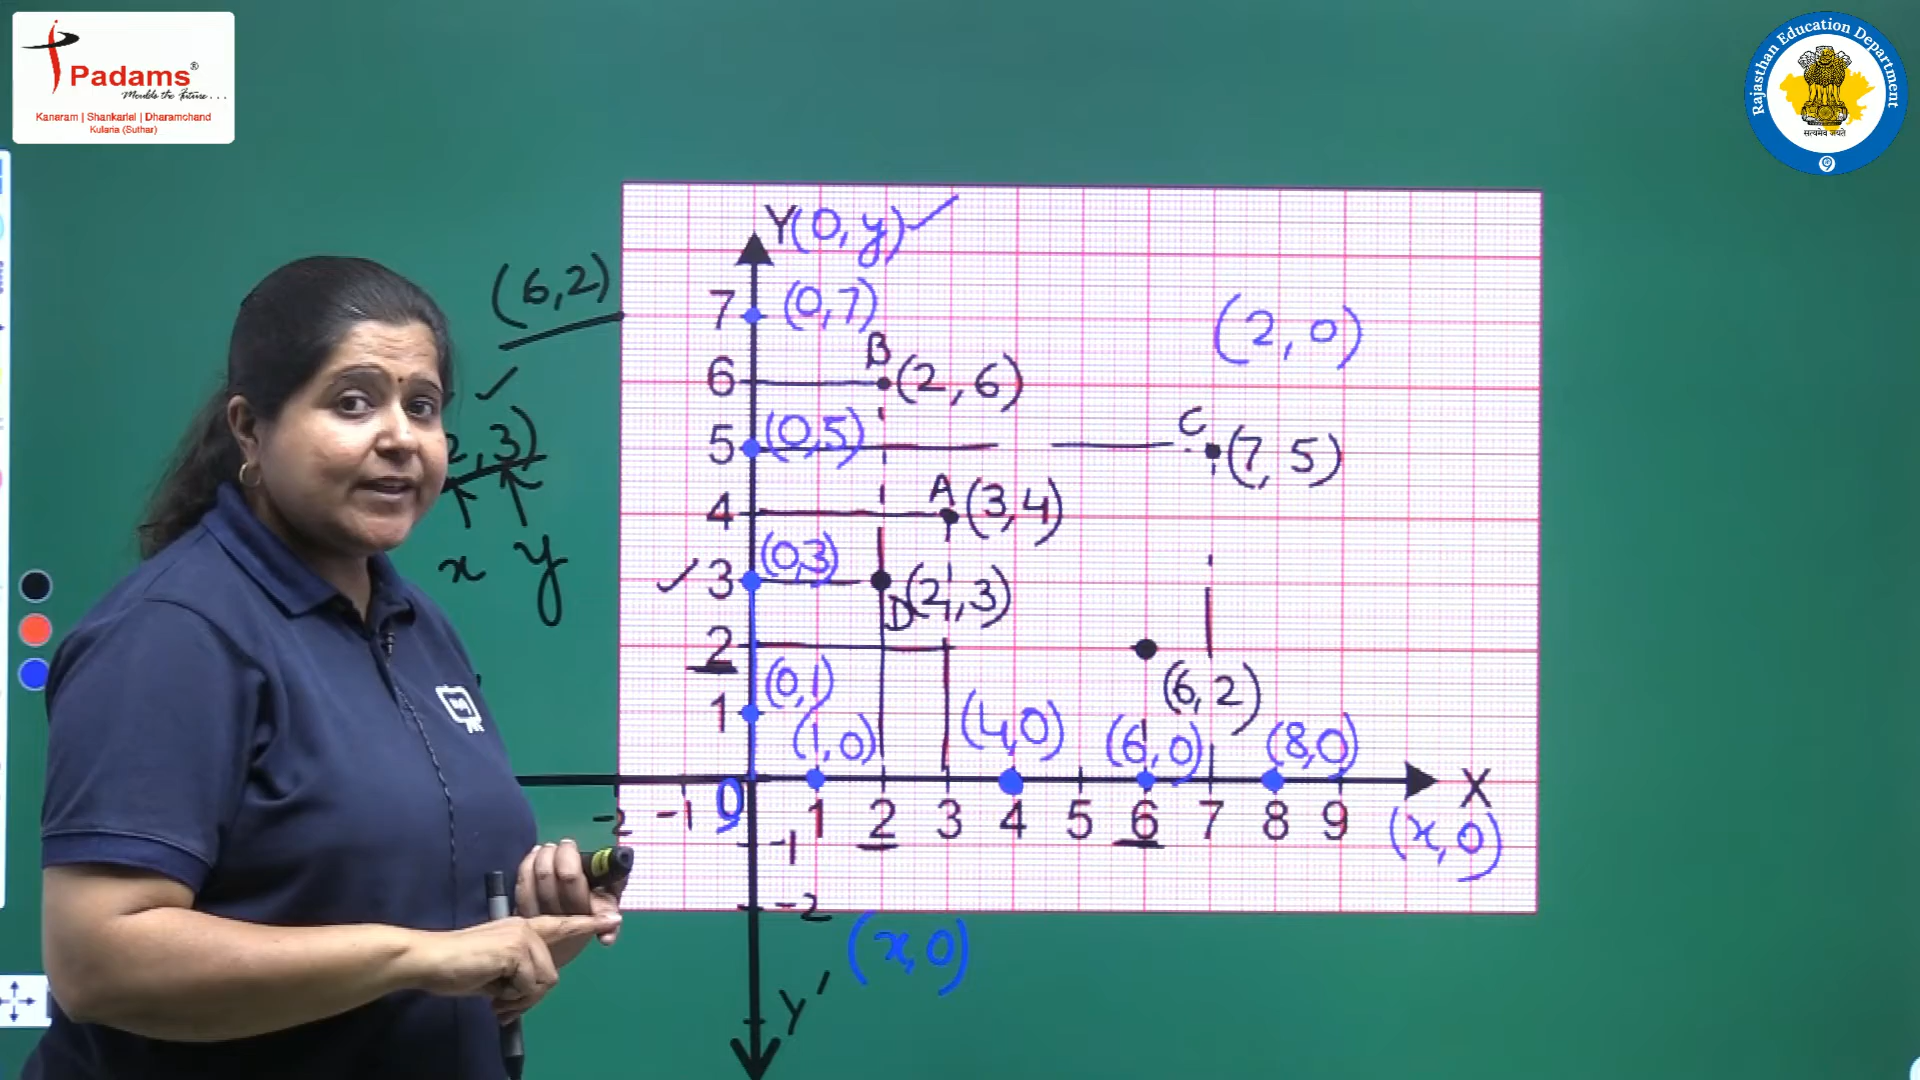 Padams®
Moulds the Future...
Kanaram | Shankarlal | Dharamchand
Kularia (Suthar)
Rajasthan Education Department
सत्यमेव जयते
Y(0,y)
(6,2)
7 (0,7)
(2,0)
B
6 (2,6)
5 (0,5)
C
(7,5)
2,3)
A
4 (3,4)
x y
(0,3)
3 D (2,3)
2
(6,2)
(0,1)
1
(1,0) (4,0) (6,0) (8,0)
X
-2 -1 0 1 2 3 4 5 6 7 8 9
(x,0)
-1
-2
(x,0)
Y'